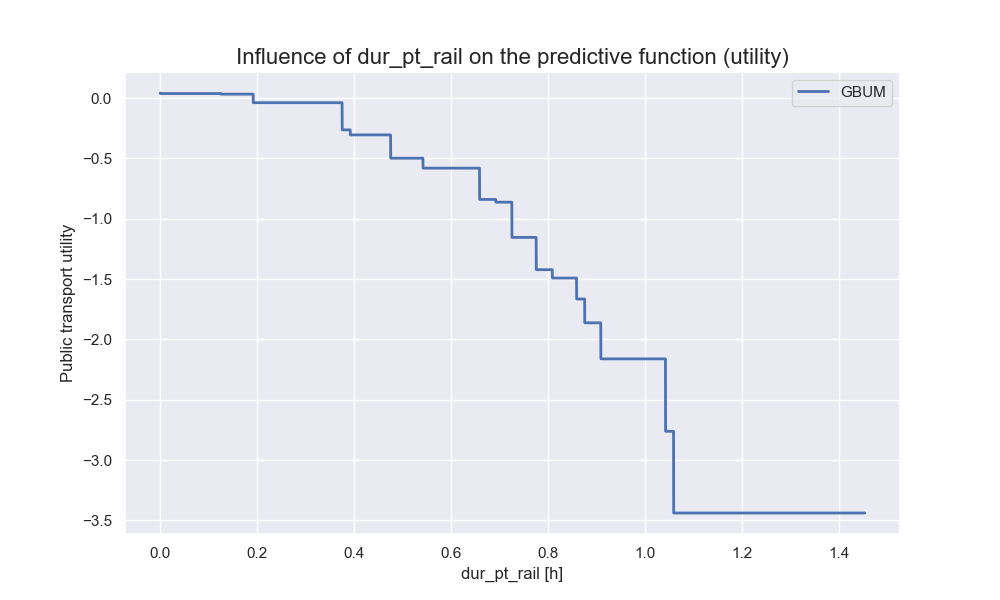 Influence of dur_pt_rail on the predictive function (utility)
GBUM
Public transport utility
0.0
−0.5
−1.0
−1.5
−2.0
−2.5
−3.0
−3.5
0.0 0.2 0.4 0.6 0.8 1.0 1.2 1.4
dur_pt_rail [h]